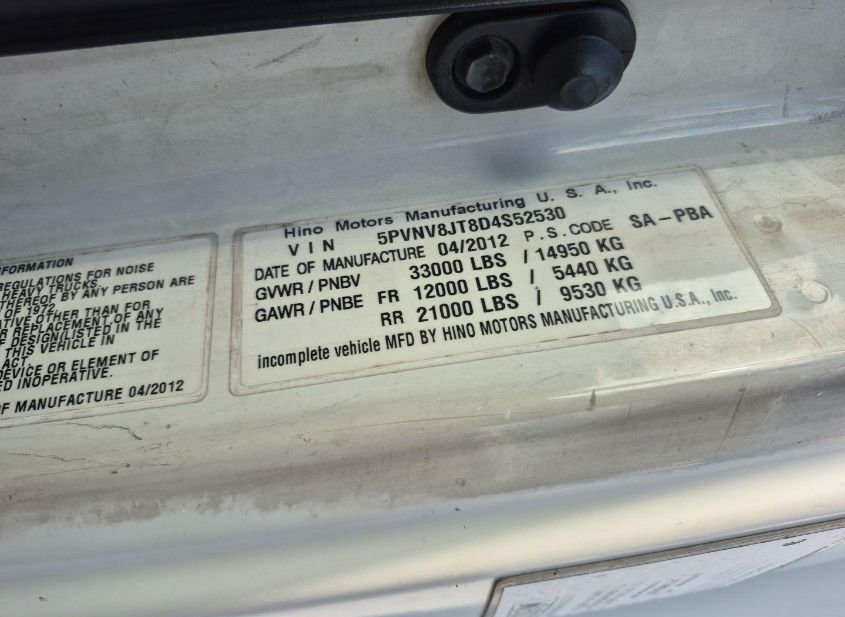 FORMATION
REGULATIONS FOR NOISE
HEAVY TRUCKS.
THEREOF BY ANY PERSON ARE
OF 1972.
OTHER THAN FOR
REPLACEMENT OF ANY
DESIGN LISTED IN THE
THIS VEHICLE IN
ACT.
DEVICE OR ELEMENT OF
INOPERATIVE.
OF MANUFACTURE 04/2012
Hino Motors Manufacturing U. S. A., Inc.
VIN 5PVNV8JT8D4S52530
DATE OF MANUFACTURE 04/2012 P.S.CODE SA-PBA
GVWR / PNBV 33000 LBS / 14950 KG
GAWR / PNBE FR 12000 LBS / 5440 KG
RR 21000 LBS / 9530 KG
incomplete vehicle MFD BY HINO MOTORS MANUFACTURING U.S.A., Inc.